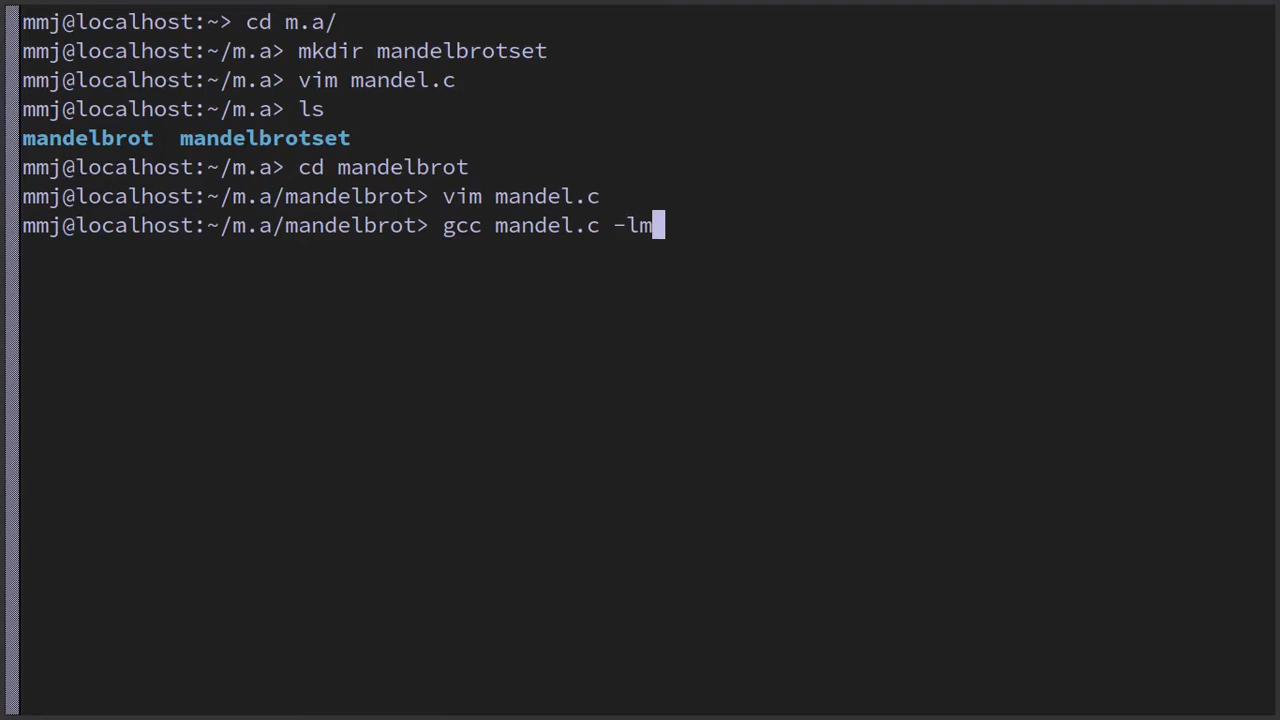 mmj@localhost:~> cd m.a/
mmj@localhost:~/m.a> mkdir mandelbrotset
mmj@localhost:~/m.a> vim mandel.c
mmj@localhost:~/m.a> ls
mandelbrot  mandelbrotset
mmj@localhost:~/m.a> cd mandelbrot
mmj@localhost:~/m.a/mandelbrot> vim mandel.c
mmj@localhost:~/m.a/mandelbrot> gcc mandel.c -lm